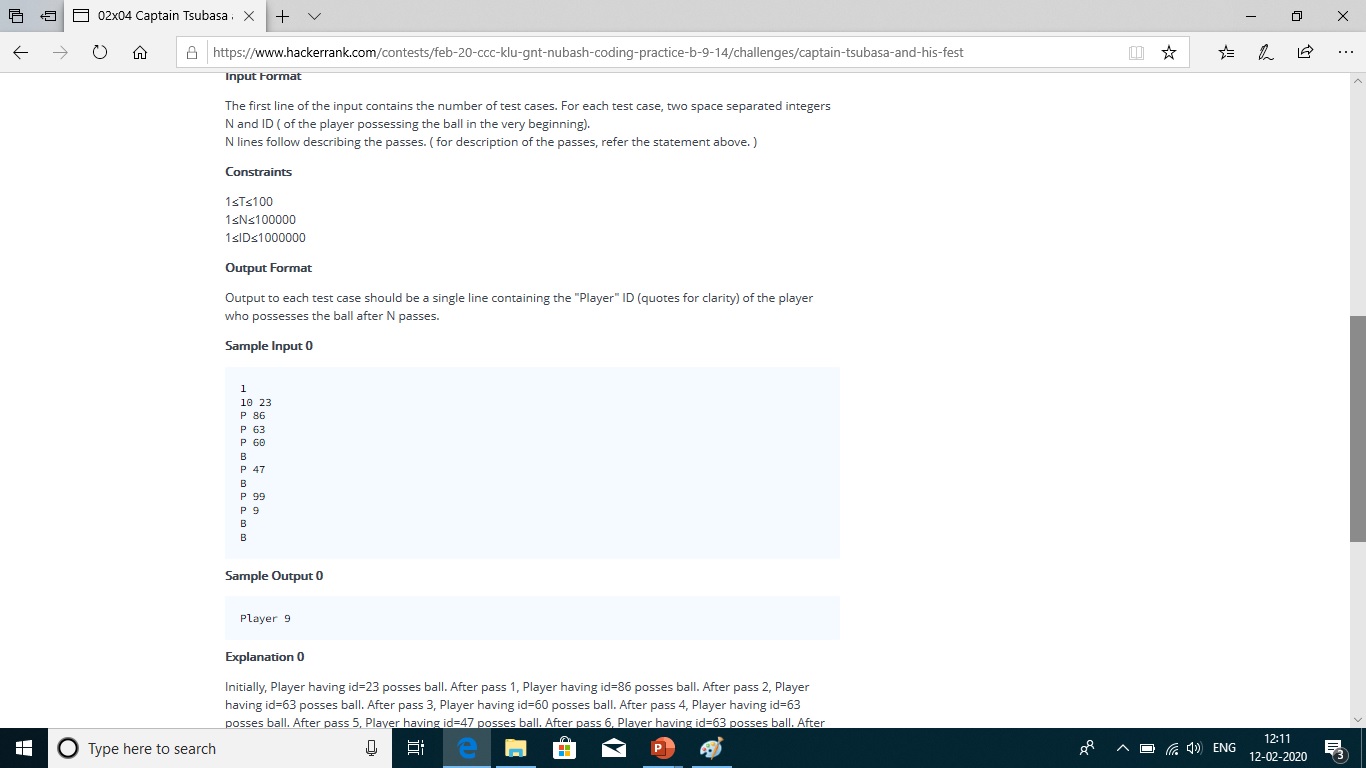 02x04 Captain Tsubasa
https://www.hackerrank.com/contests/feb-20-ccc-klu-gnt-nubash-coding-practice-b-9-14/challenges/captain-tsubasa-and-his-fest
Input Format
The first line of the input contains the number of test cases. For each test case, two space separated integers
N and ID ( of the player possessing the ball in the very beginning).
N lines follow describing the passes. ( for description of the passes, refer the statement above. )
Constraints
1≤T≤100
1≤N≤100000
1≤ID≤1000000
Output Format
Output to each test case should be a single line containing the "Player" ID (quotes for clarity) of the player
who possesses the ball after N passes.
Sample Input 0
1
10 23
P 86
P 63
P 60
B
P 47
B
P 99
P 9
B
B
Sample Output 0
Player 9
Explanation 0
Initially, Player having id=23 posses ball. After pass 1, Player having id=86 posses ball. After pass 2, Player
having id=63 posses ball. After pass 3, Player having id=60 posses ball. After pass 4, Player having id=63
posses ball. After pass 5, Player having id=47 posses ball. After pass 6, Player having id=63 posses ball. After
Type here to search
ENG
12:11
12-02-2020
3